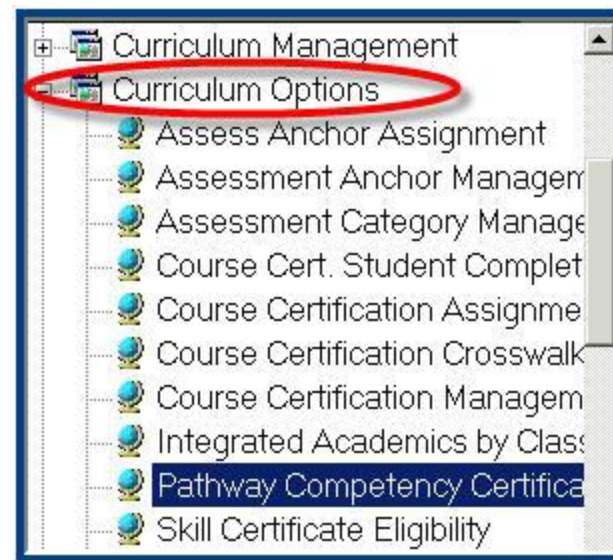 Curriculum Management
Curriculum Options
Assess Anchor Assignment
Assessment Anchor Managem
Assessment Category Manage
Course Cert. Student Complet
Course Certification Assignme
Course Certification Crosswalk
Course Certification Managem
Integrated Academics by Class
Pathway Competency Certifica
Skill Certificate Eligibility